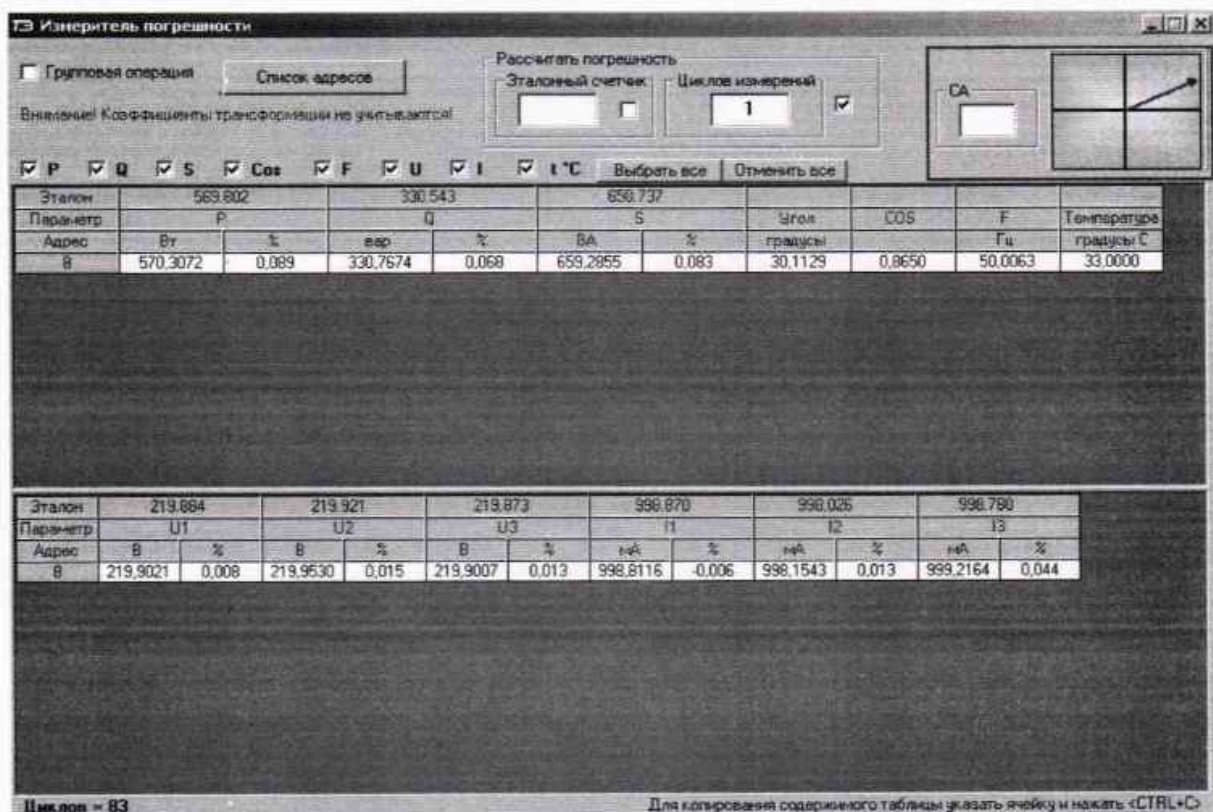 ТЭ Измеритель погрешности
Групповая операция
Список адресов
Рассчитать погрешность
Эталонный счетчик
Циклов измерений
1
СА
Внимание! Коэффициенты трансформации не учитываются!
P Q S Cos F U I t °C Выбрать все Отменить все
Эталон 569.802 330.543 658.737
Параметр P Q S Угол COS F Температура
Адрес Вт % вар % ВА % градусы Гц градусы С
8 570,3072 0,089 330,7674 0,068 659,2855 0,083 30,1129 0,8650 50,0063 33,0000
Эталон 219.884 219.921 219.873 998.870 998.026 998.780
Параметр U1 U2 U3 I1 I2 I3
Адрес В % В % В % мА % мА % мА %
8 219,9021 0,008 219,9530 0,015 219,9007 0,013 998,8116 -0,006 998,1543 0,013 999,2164 0,044
Циклов = 83
Для копирования содержимого таблицы указать ячейку и нажать <CTRL+C>